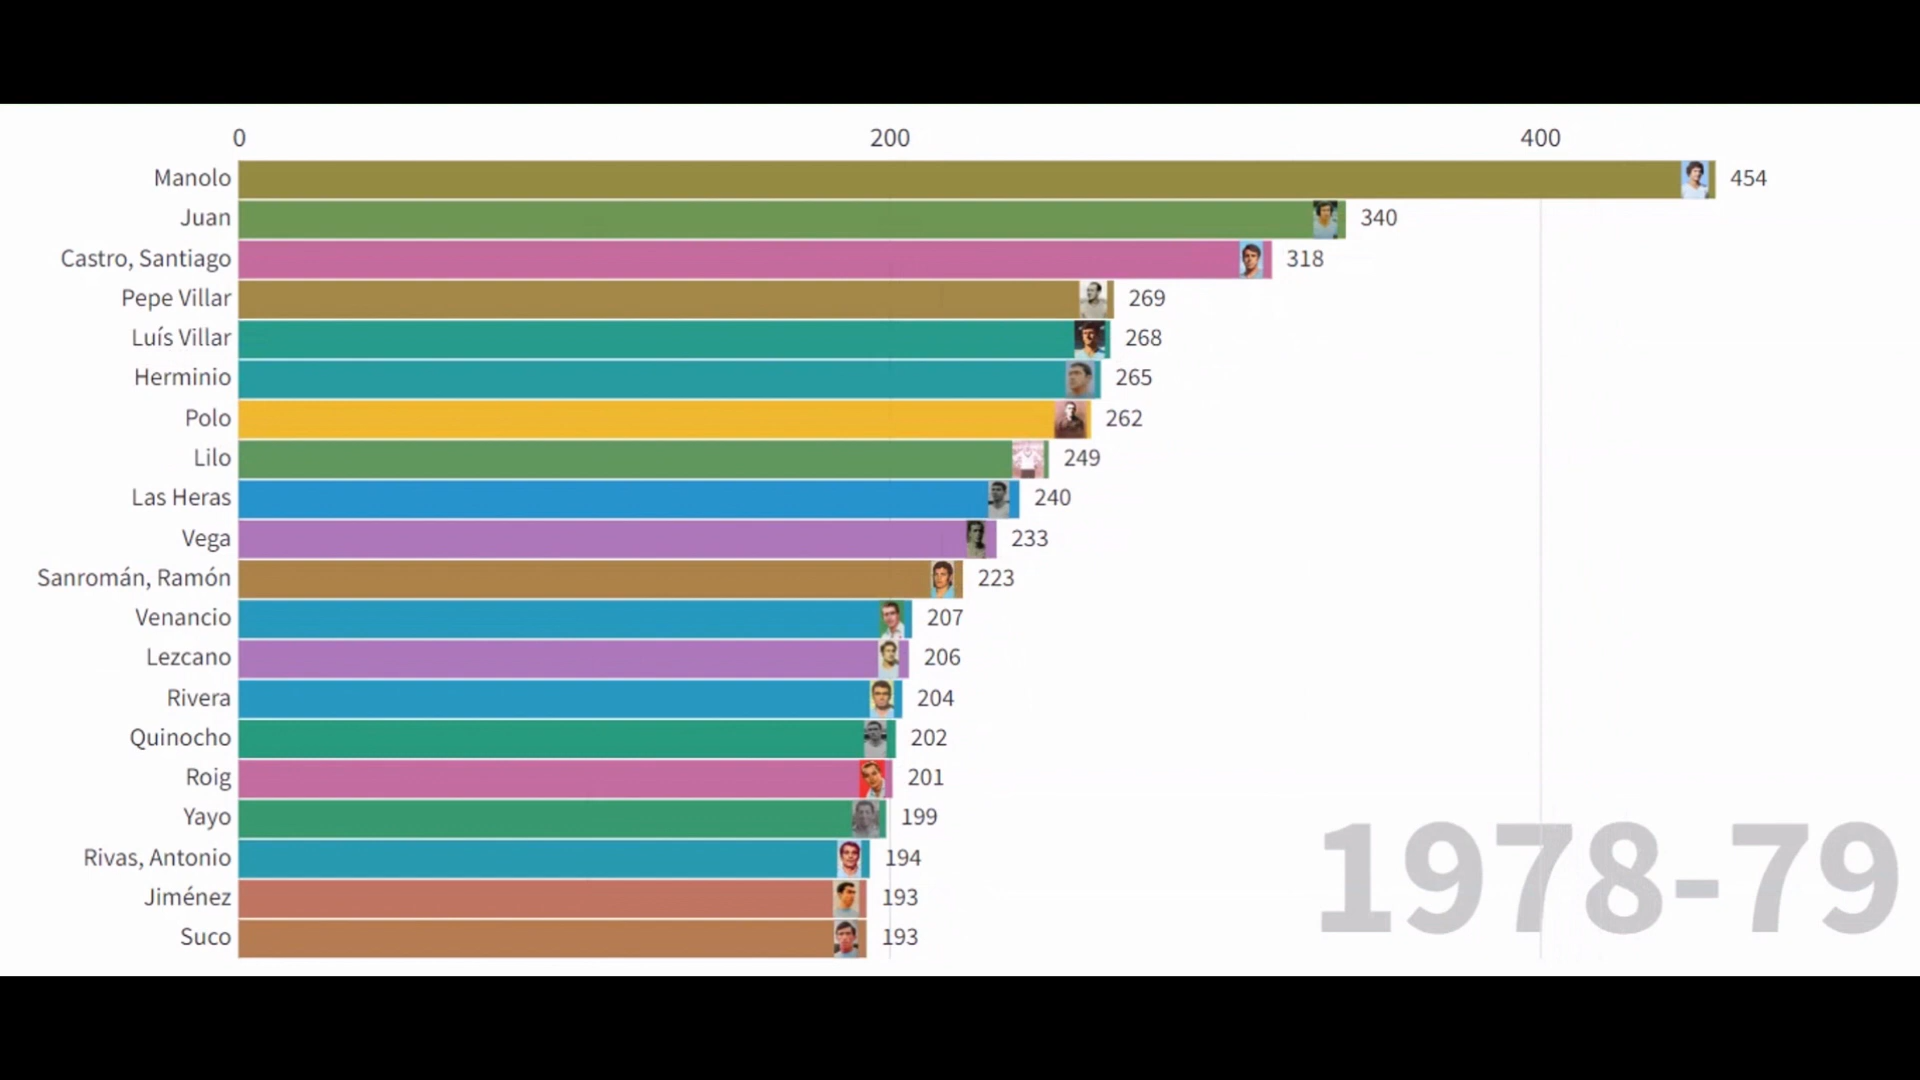 0 200 400
Manolo 454
Juan 340
Castro, Santiago 318
Pepe Villar 269
Luís Villar 268
Herminio 265
Polo 262
Lilo 249
Las Heras 240
Vega 233
Sanromán, Ramón 223
Venancio 207
Lezcano 206
Rivera 204
Quinocho 202
Roig 201
Yayo 199
Rivas, Antonio 194
Jiménez 193
Suco 193
1978-79